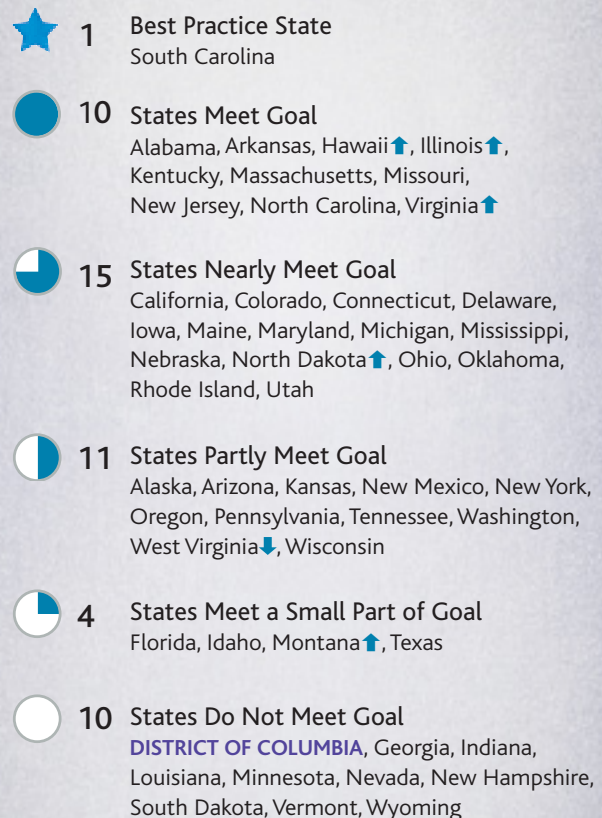 1 Best Practice State
South Carolina
10 States Meet Goal
Alabama, Arkansas, Hawaii⬆, Illinois⬆,
Kentucky, Massachusetts, Missouri,
New Jersey, North Carolina, Virginia⬆
15 States Nearly Meet Goal
California, Colorado, Connecticut, Delaware,
Iowa, Maine, Maryland, Michigan, Mississippi,
Nebraska, North Dakota⬆, Ohio, Oklahoma,
Rhode Island, Utah
11 States Partly Meet Goal
Alaska, Arizona, Kansas, New Mexico, New York,
Oregon, Pennsylvania, Tennessee, Washington,
West Virginia⬇, Wisconsin
4 States Meet a Small Part of Goal
Florida, Idaho, Montana⬆, Texas
10 States Do Not Meet Goal
DISTRICT OF COLUMBIA, Georgia, Indiana,
Louisiana, Minnesota, Nevada, New Hampshire,
South Dakota, Vermont, Wyoming